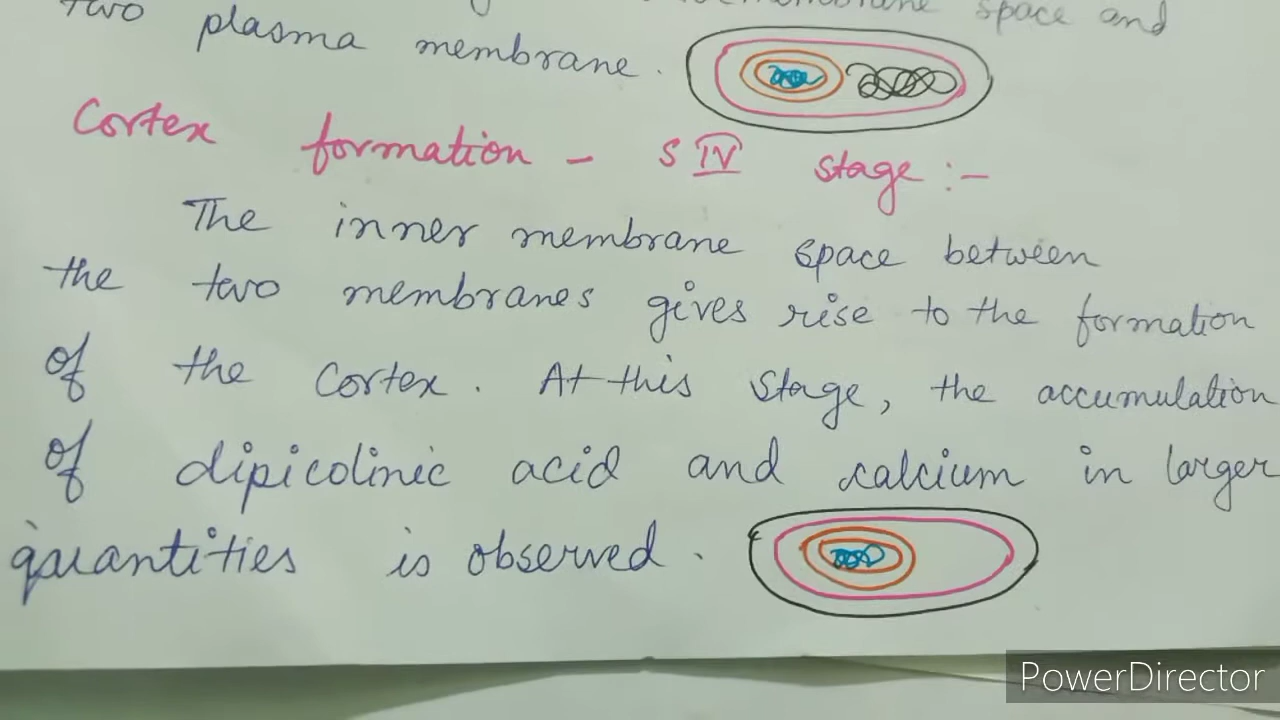 space and
two plasma membrane.
Cortex formation - S IV stage :-
The inner membrane space between
the two membranes gives rise to the formation
of the cortex. At this stage, the accumulation
of dipicolinic acid and calcium in larger
quantities is observed.
PowerDirector